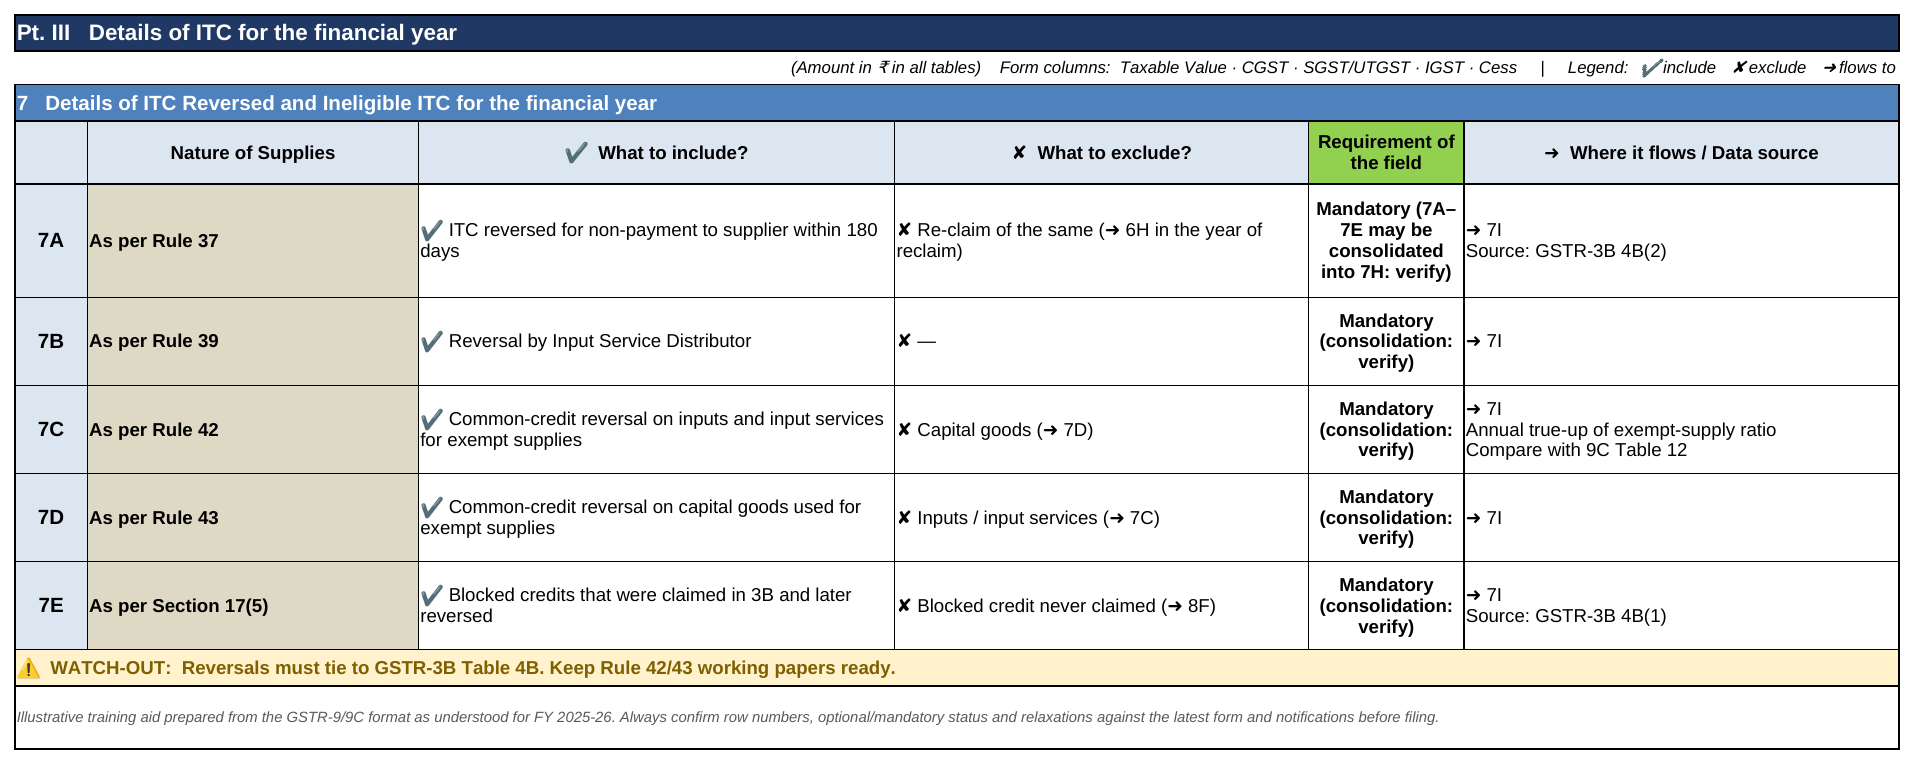 Pt. III   Details of ITC for the financial year
(Amount in ₹ in all tables)    Form columns:  Taxable Value · CGST · SGST/UTGST · IGST · Cess     |     Legend:   ✔ include   ✘ exclude   ➜ flows to
7   Details of ITC Reversed and Ineligible ITC for the financial year
Nature of Supplies
✔ What to include?
✘ What to exclude?
Requirement of
the field
➜ Where it flows / Data source
7A
As per Rule 37
✔ ITC reversed for non-payment to supplier within 180
days
✘ Re-claim of the same (➜ 6H in the year of
reclaim)
Mandatory (7A–
7E may be
consolidated
into 7H: verify)
➜ 7I
Source: GSTR-3B 4B(2)
7B
As per Rule 39
✔ Reversal by Input Service Distributor
✘ —
Mandatory
(consolidation:
verify)
➜ 7I
7C
As per Rule 42
✔ Common-credit reversal on inputs and input services
for exempt supplies
✘ Capital goods (➜ 7D)
Mandatory
(consolidation:
verify)
➜ 7I
Annual true-up of exempt-supply ratio
Compare with 9C Table 12
7D
As per Rule 43
✔ Common-credit reversal on capital goods used for
exempt supplies
✘ Inputs / input services (➜ 7C)
Mandatory
(consolidation:
verify)
➜ 7I
7E
As per Section 17(5)
✔ Blocked credits that were claimed in 3B and later
reversed
✘ Blocked credit never claimed (➜ 8F)
Mandatory
(consolidation:
verify)
➜ 7I
Source: GSTR-3B 4B(1)
⚠ WATCH-OUT:  Reversals must tie to GSTR-3B Table 4B. Keep Rule 42/43 working papers ready.
Illustrative training aid prepared from the GSTR-9/9C format as understood for FY 2025-26. Always confirm row numbers, optional/mandatory status and relaxations against the latest form and notifications before filing.